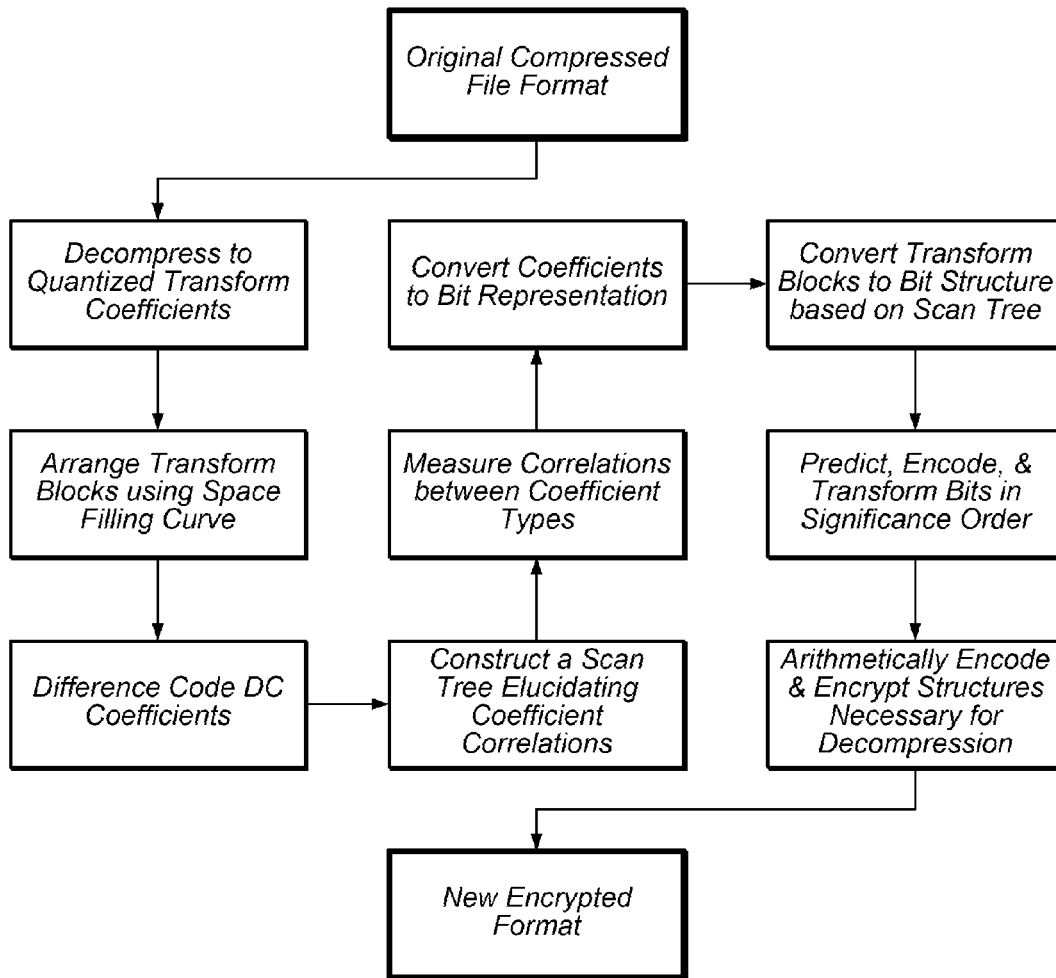 Original Compressed
File Format
Decompress to
Quantized Transform
Coefficients
Arrange Transform
Blocks using Space
Filling Curve
Difference Code DC
Coefficients
Construct a Scan
Tree Elucidating
Coefficient
Correlations
Measure Correlations
between Coefficient
Types
Convert Coefficients
to Bit Representation
Convert Transform
Blocks to Bit Structure
based on Scan Tree
Predict, Encode, &
Transform Bits in
Significance Order
Arithmetically Encode
& Encrypt Structures
Necessary for
Decompression
New Encrypted
Format